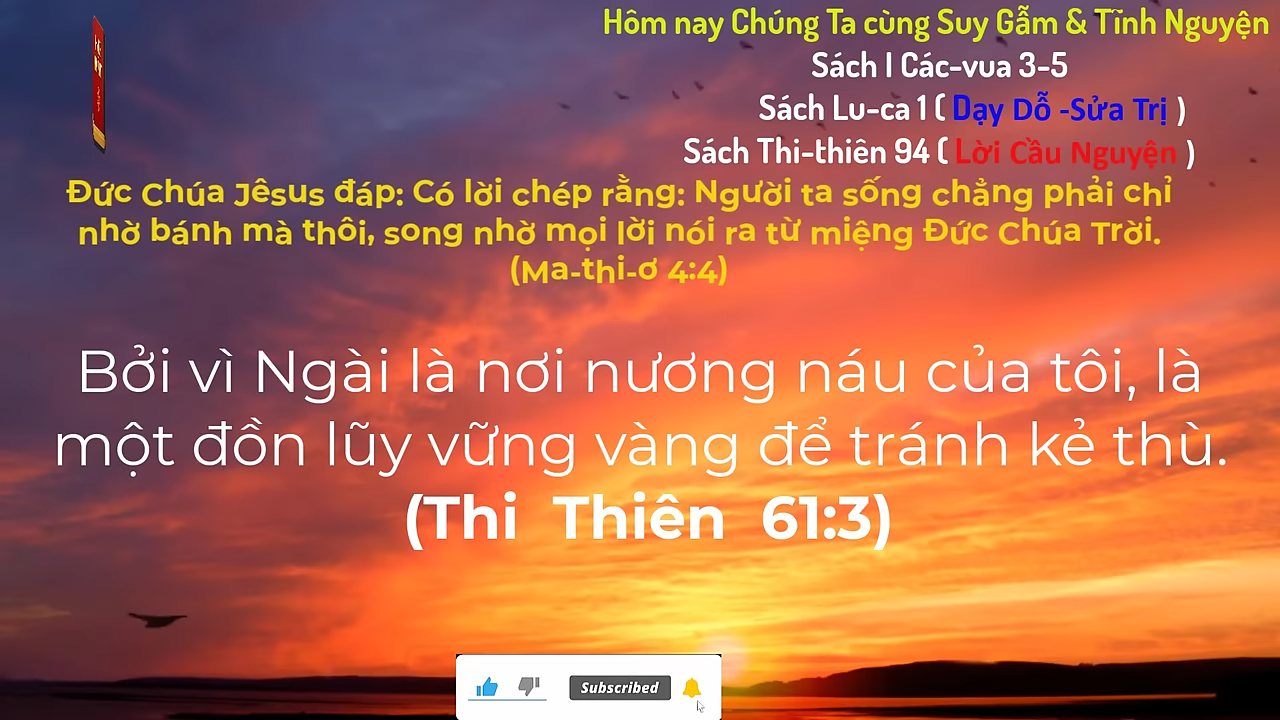 Hôm nay Chúng Ta cùng Suy Gẫm & Tĩnh Nguyện
Sách I Các-vua 3-5
Sách Lu-ca 1 ( Dạy Dỗ -Sửa Trị )
Sách Thi-thiên 94 ( Lời Cầu Nguyện )
Đức Chúa Jêsus đáp: Có lời chép rằng: Người ta sống chẳng phải chỉ
nhờ bánh mà thôi, song nhờ mọi lời nói ra từ miệng Đức Chúa Trời.
(Ma-thi-ơ 4:4)
Bởi vì Ngài là nơi nương náu của tôi, là
một đồn lũy vững vàng để tránh kẻ thù.
(Thi Thiên 61:3)
Subscribed